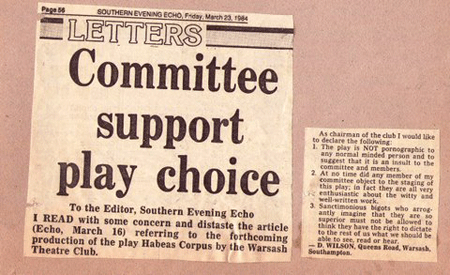 Page 56
SOUTHERN EVENING ECHO, Friday, March 23, 1984
LETTERS
Committee
support
play choice
To the Editor, Southern Evening Echo
I READ with some concern and distaste the article
(Echo, March 16) referring to the forthcoming
production of the play Habeas Corpus by the Warsash
Theatre Club.
As chairman of the club I would like
to declare the following:
1. The play is NOT pornographic to
any normal minded person and to
suggest that it is an insult to the
committee and members.
2. At no time did any member of my
committee object to the staging of
this play; in fact they are all very
enthusiastic about the witty and
well-written work.
3. Sanctimonious bigots who arrog-
antly imagine that they are so
superior must not be allowed to
think they have the right to dictate
to the rest of us what we should be
able to see, read or hear.
— D. WILSON, Queens Road, Warsash,
Southampton.